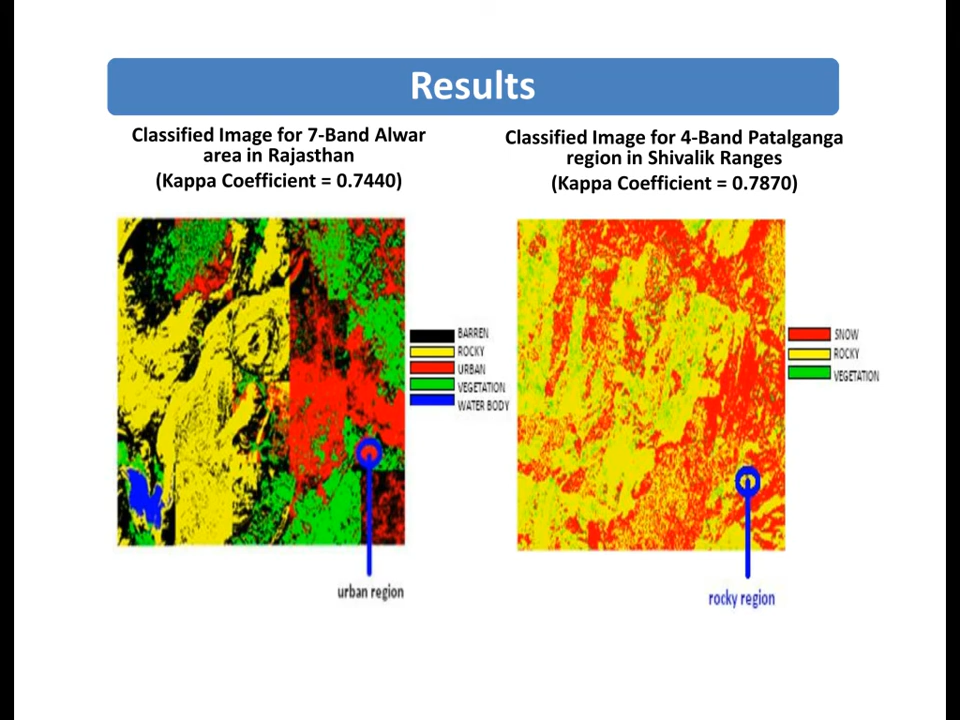 Results
Classified Image for 7-Band Alwar
area in Rajasthan
(Kappa Coefficient = 0.7440)
Classified Image for 4-Band Patalganga
region in Shivalik Ranges
(Kappa Coefficient = 0.7870)
BARREN
ROCKY
URBAN
VEGETATION
WATER BODY
urban region
SNOW
ROCKY
VEGETATION
rocky region